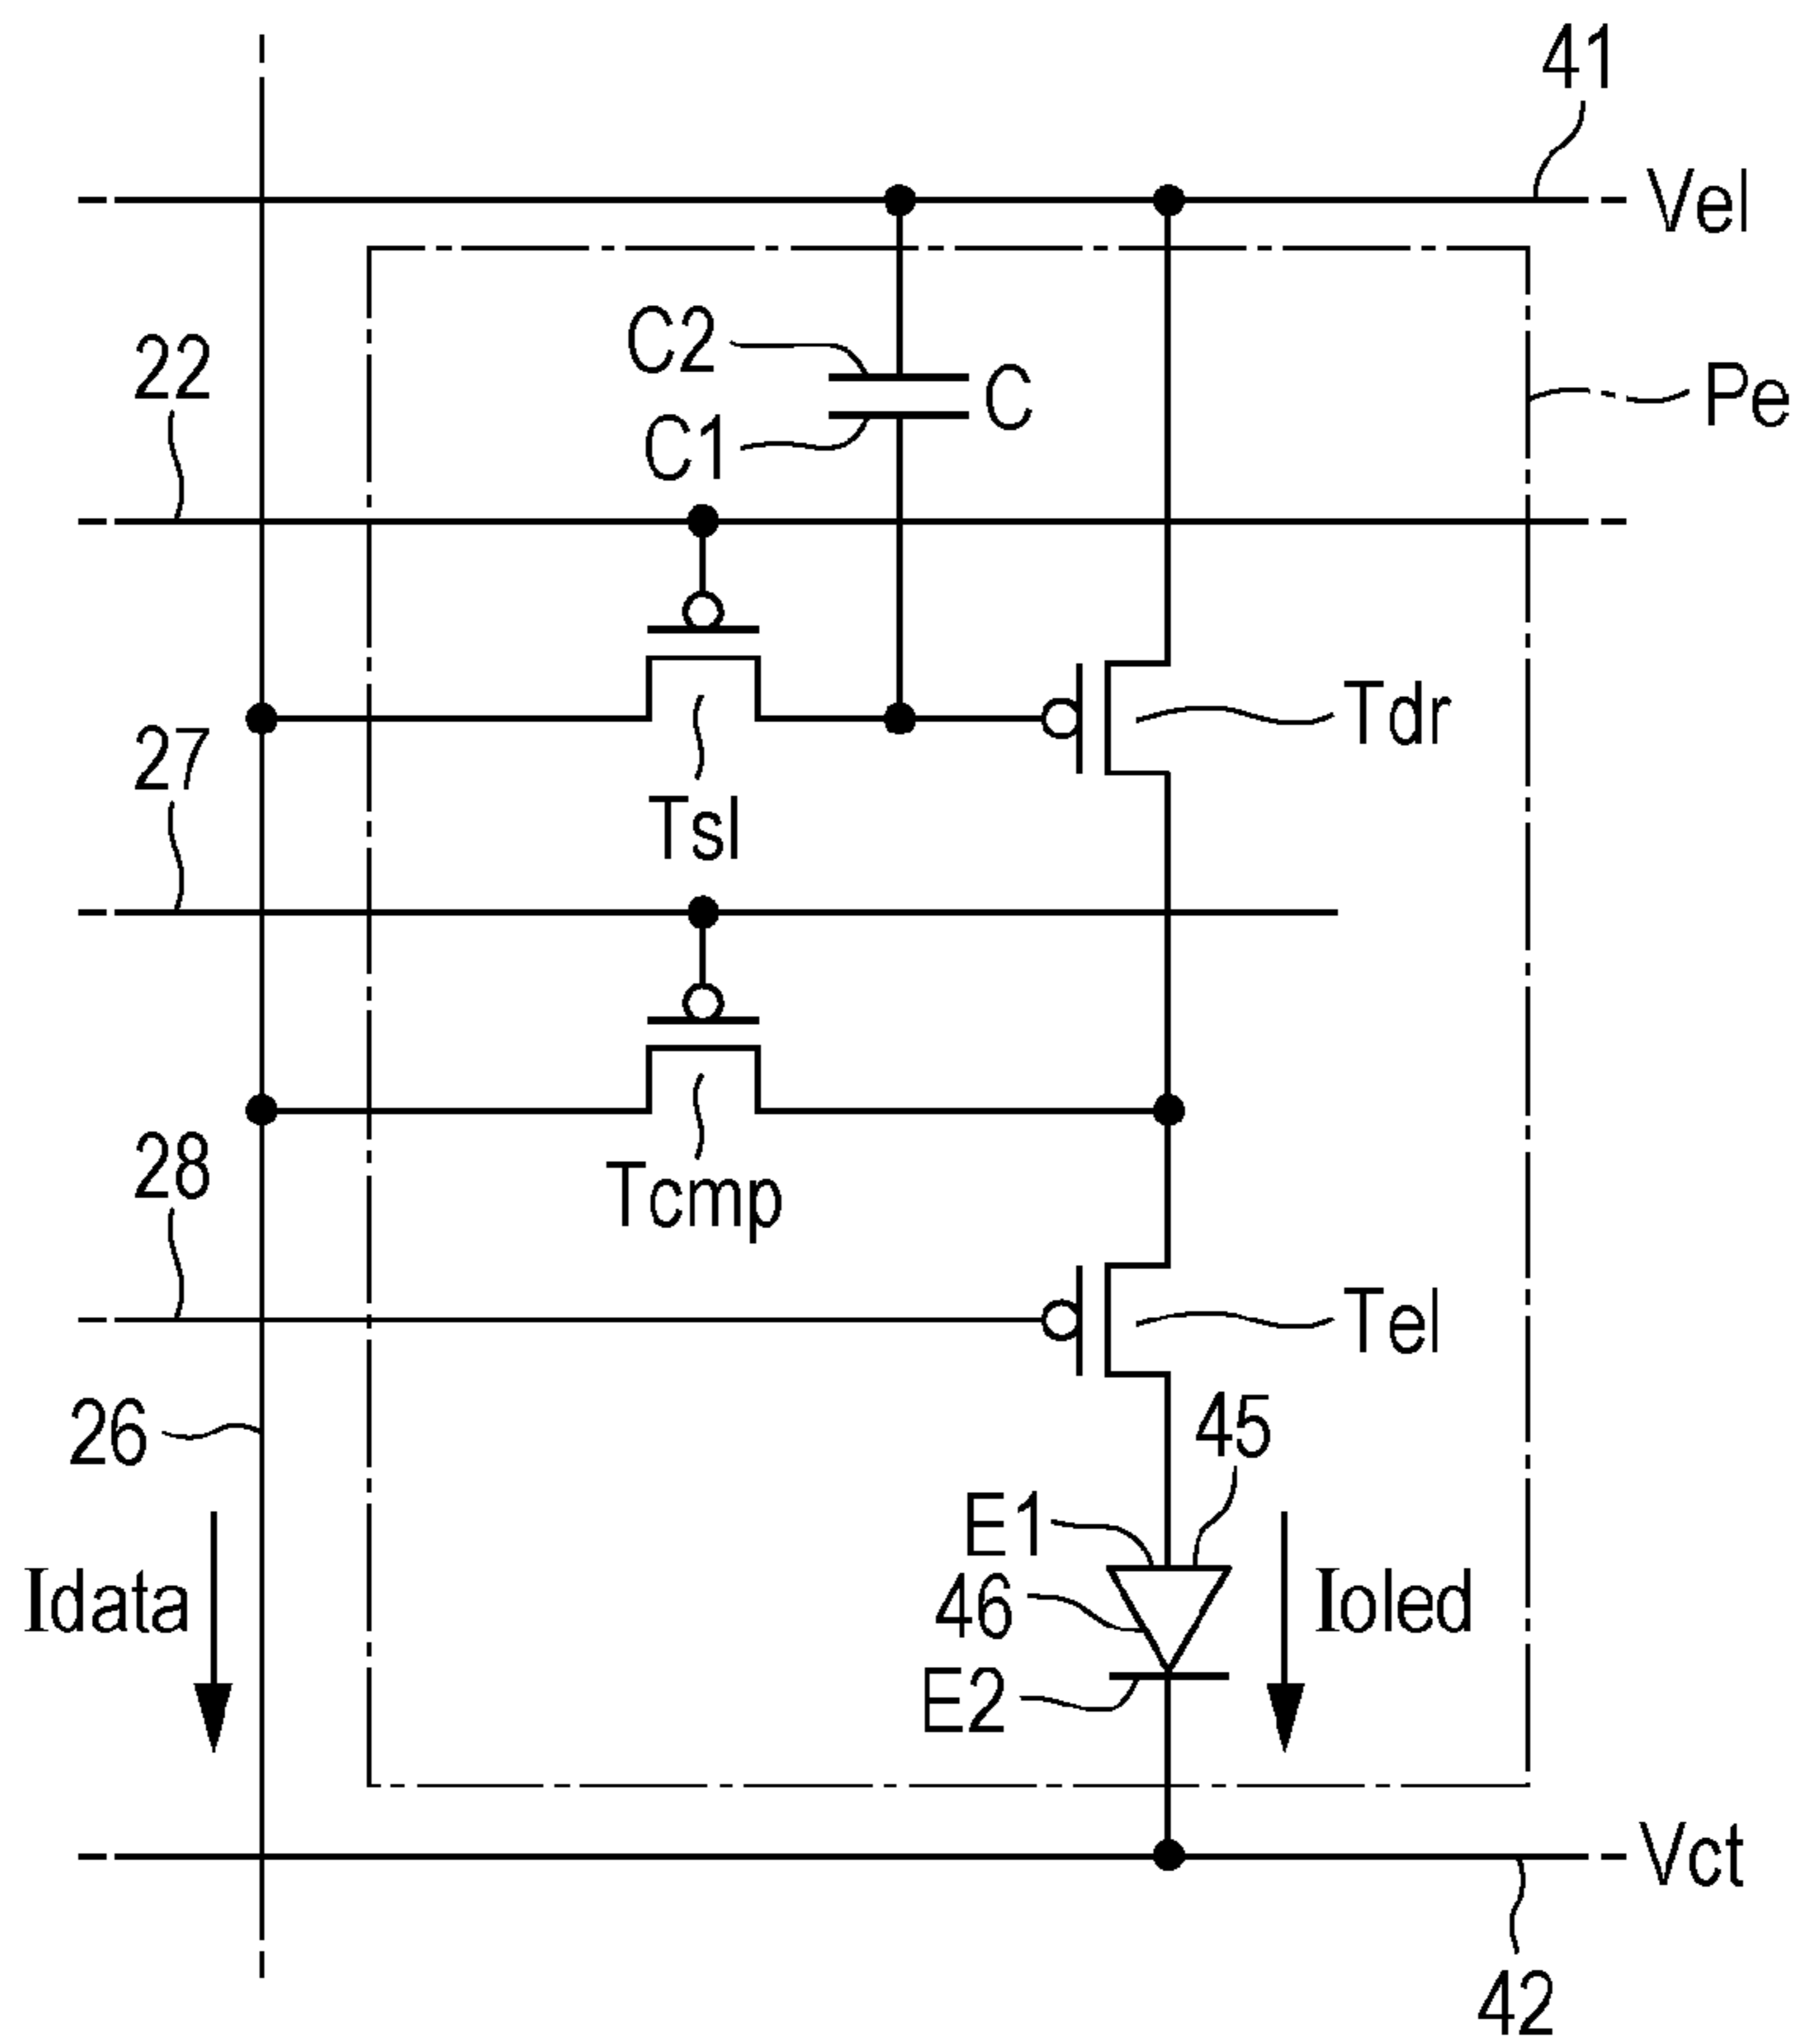 41
Vel
C2
22
C
Pe
C1
Tdr
27
Tsl
28
Tcmp
Tel
26
45
E1
Idata
46
Ioled
E2
Vct
42